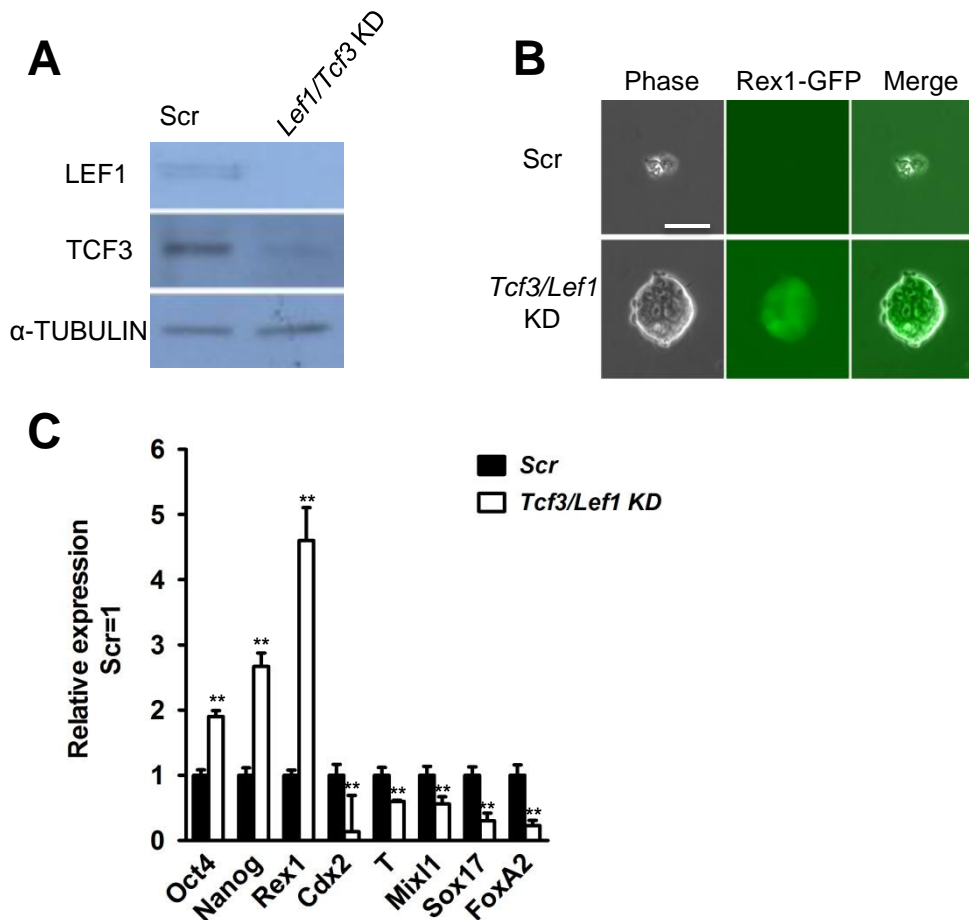 A
Scr
Lef1/Tcf3 KD
LEF1
TCF3
α-TUBULIN
B
Phase
Rex1-GFP
Merge
Scr
Tcf3/Lef1
KD
C
Relative expression
Scr=1
6
5
4
3
2
1
0
Scr
Tcf3/Lef1 KD
**
**
**
**
**
**
**
**
Oct4
Nanog
Rex1
Cdx2
T
Mixl1
Sox17
FoxA2